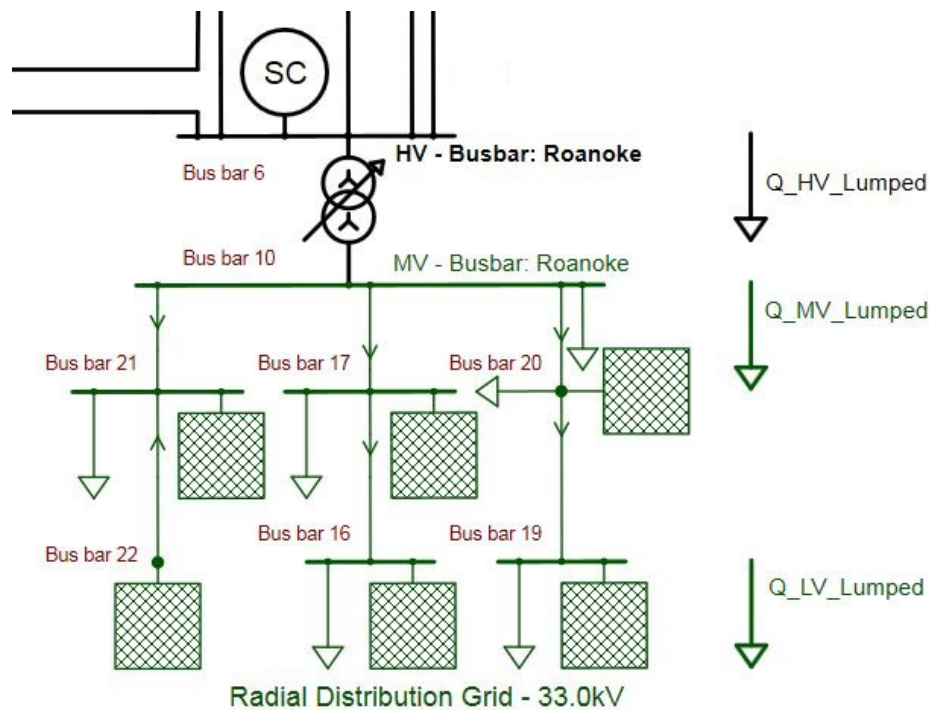 SC
HV - Busbar: Roanoke
Bus bar 6
Q_HV_Lumped
Bus bar 10
MV - Busbar: Roanoke
Q_MV_Lumped
Bus bar 21
Bus bar 17
Bus bar 20
Bus bar 22
Bus bar 16
Bus bar 19
Q_LV_Lumped
Radial Distribution Grid - 33.0kV